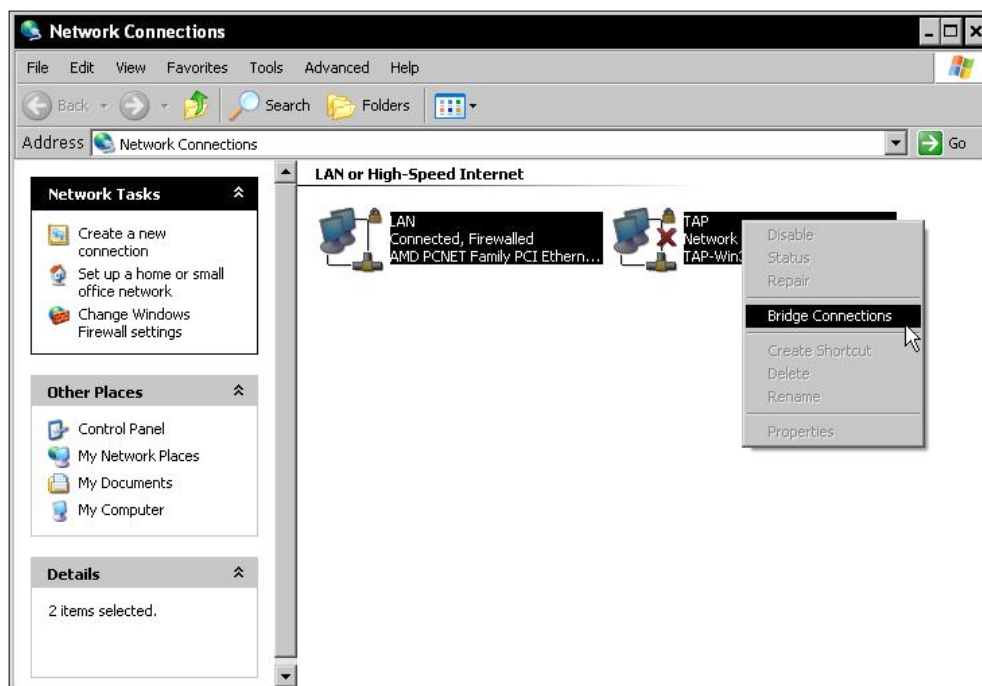 Network Connections
File Edit View Favorites Tools Advanced Help
Back Search Folders
Address Network Connections Go
Network Tasks
Create a new
connection
Set up a home or small
office network
Change Windows
Firewall settings
Other Places
Control Panel
My Network Places
My Documents
My Computer
Details
2 items selected.
LAN or High-Speed Internet
LAN
Connected, Firewalled
AMD PCNET Family PCI Ethern...
TAP
Network
TAP-Win3
Disable
Status
Repair
Bridge Connections
Create Shortcut
Delete
Rename
Properties